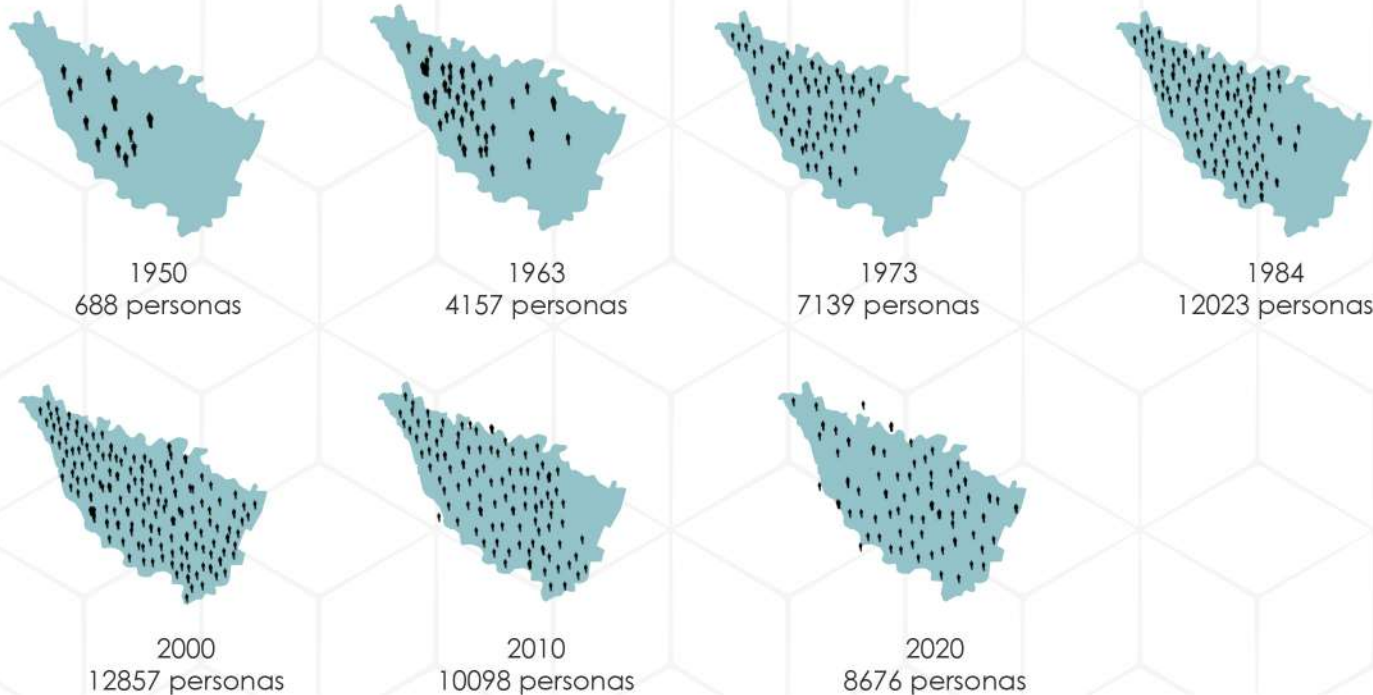 1950
688 personas
1963
4157 personas
1973
7139 personas
1984
12023 personas
2000
12857 personas
2010
10098 personas
2020
8676 personas